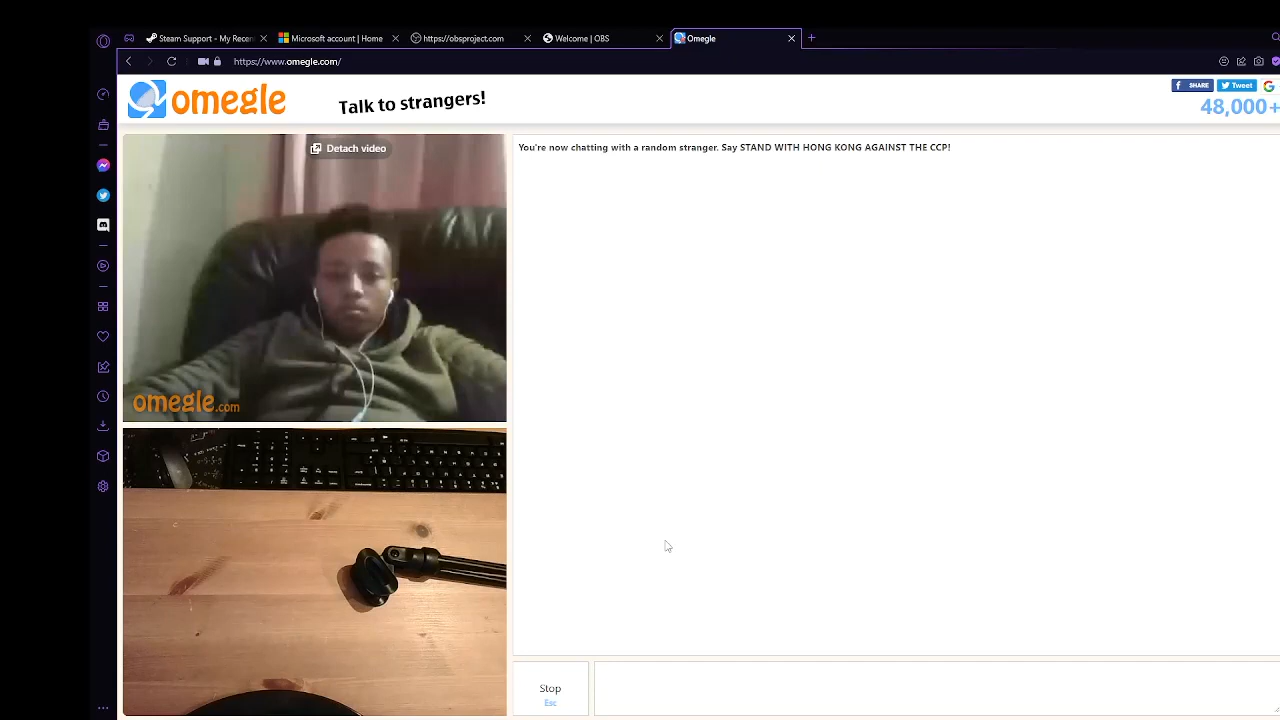 Steam Support - My Recen
Microsoft account | Home
https://obsproject.com
Welcome | OBS
Omegle
https://www.omegle.com/
omegle
Talk to strangers!
SHARE
Tweet
48,000+
Detach video
You're now chatting with a random stranger. Say STAND WITH HONG KONG AGAINST THE CCP!
omegle.com
Stop
Esc